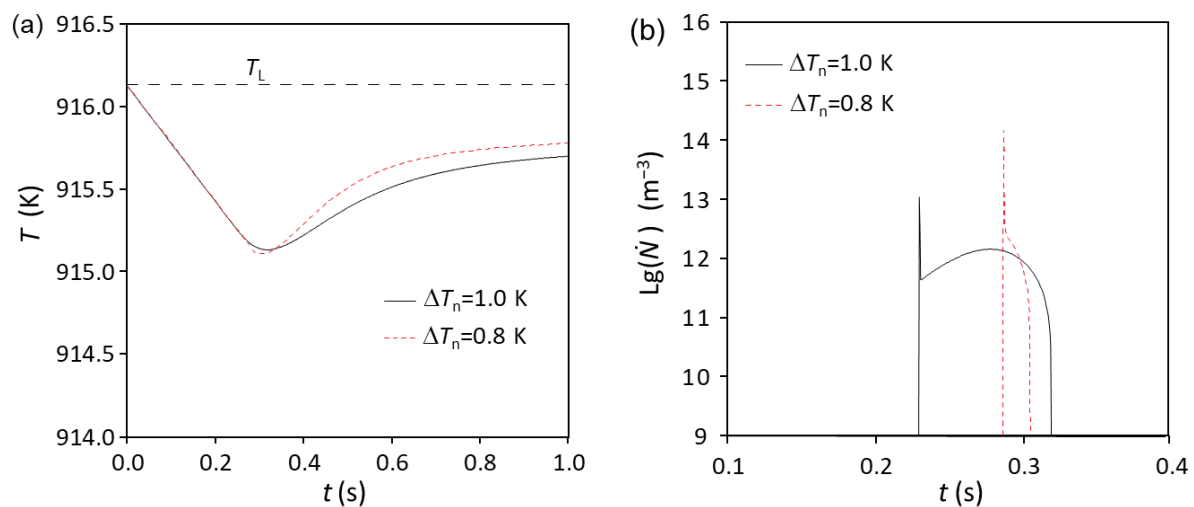 (a)
916.5
916.0
915.5
915.0
914.5
914.0
T (K)
T_L
ΔT_n=1.0 K
ΔT_n=0.8 K
0.0 0.2 0.4 0.6 0.8 1.0
t (s)
(b)
16
15
14
13
12
11
10
9
Lg(Ṅ) (m⁻³)
ΔT_n=1.0 K
ΔT_n=0.8 K
0.1 0.2 0.3 0.4
t (s)